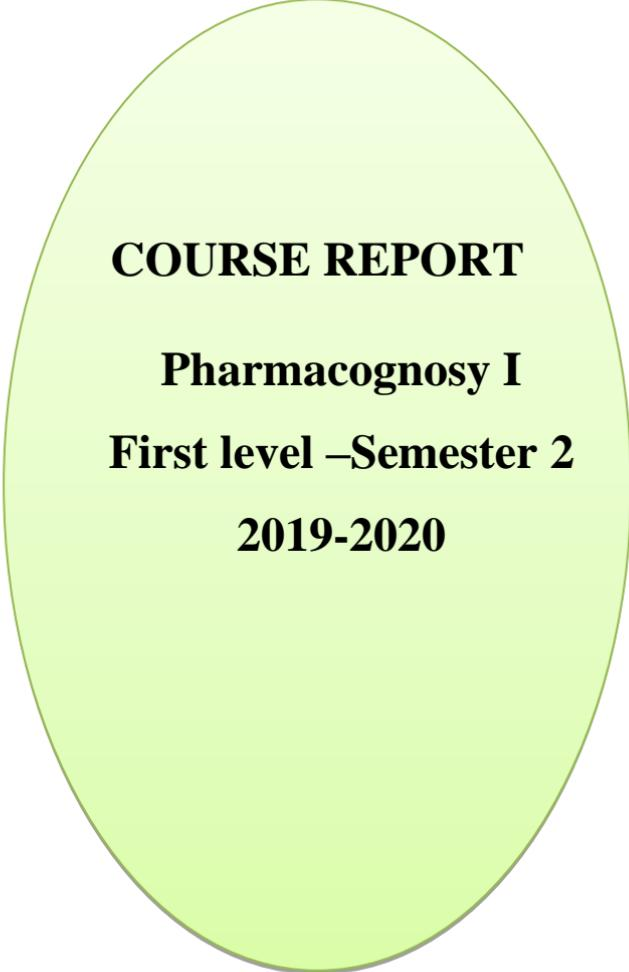 COURSE REPORT
Pharmacognosy I
First level –Semester 2
2019-2020